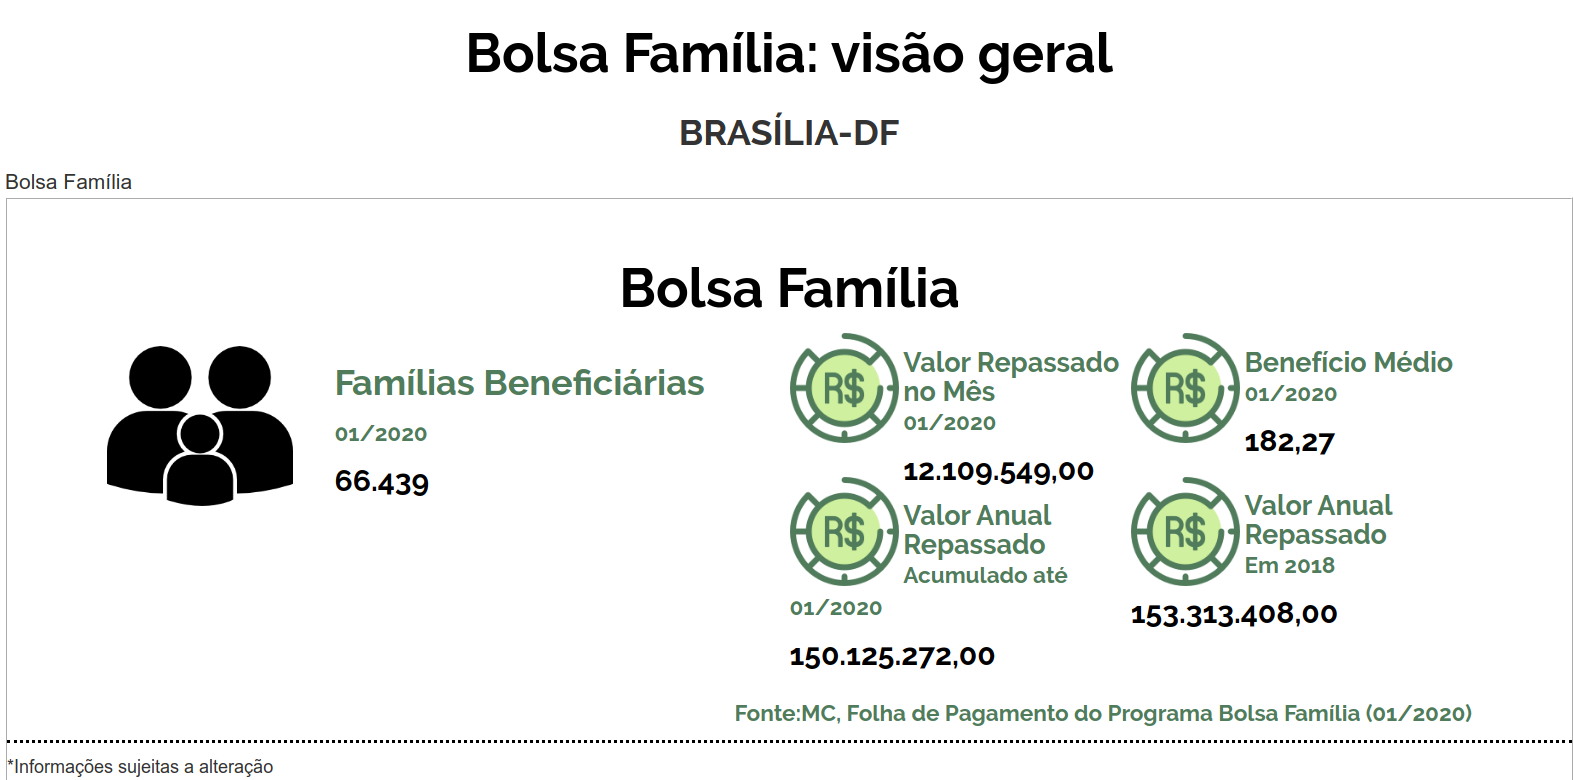 Bolsa Família: visão geral
BRASÍLIA-DF
Bolsa Família
Bolsa Família
Famílias Beneficiárias
01/2020
66.439
R$
Valor Repassado
no Mês
01/2020
12.109.549,00
R$
Benefício Médio
01/2020
182,27
R$
Valor Anual
Repassado
Acumulado até
01/2020
150.125.272,00
R$
Valor Anual
Repassado
Em 2018
153.313.408,00
Fonte:MC, Folha de Pagamento do Programa Bolsa Família (01/2020)
*Informações sujeitas a alteração